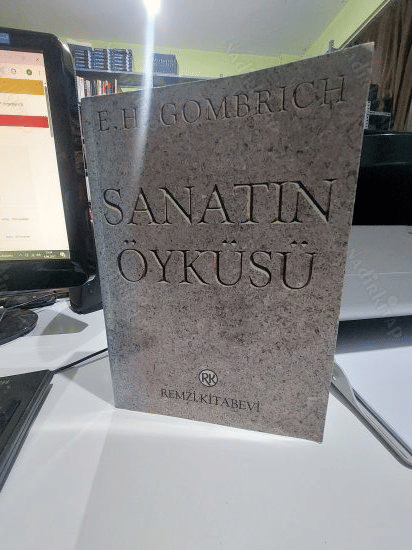 E.H. GOMBRICH
SANATIN
ÖYKÜSÜ
RK
REMZİ KİTABEVİ